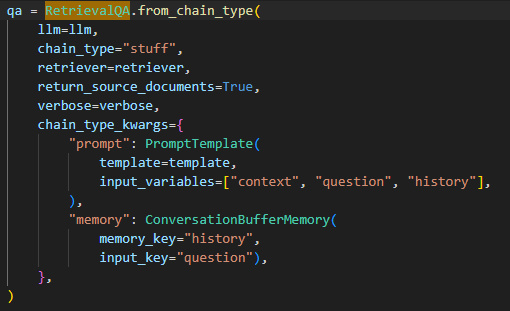 qa = RetrievalQA.from_chain_type(
    llm=llm,
    chain_type="stuff",
    retriever=retriever,
    return_source_documents=True,
    verbose=verbose,
    chain_type_kwargs={
        "prompt": PromptTemplate(
            template=template,
            input_variables=["context", "question", "history"],
        ),
        "memory": ConversationBufferMemory(
            memory_key="history",
            input_key="question"),
    },
)